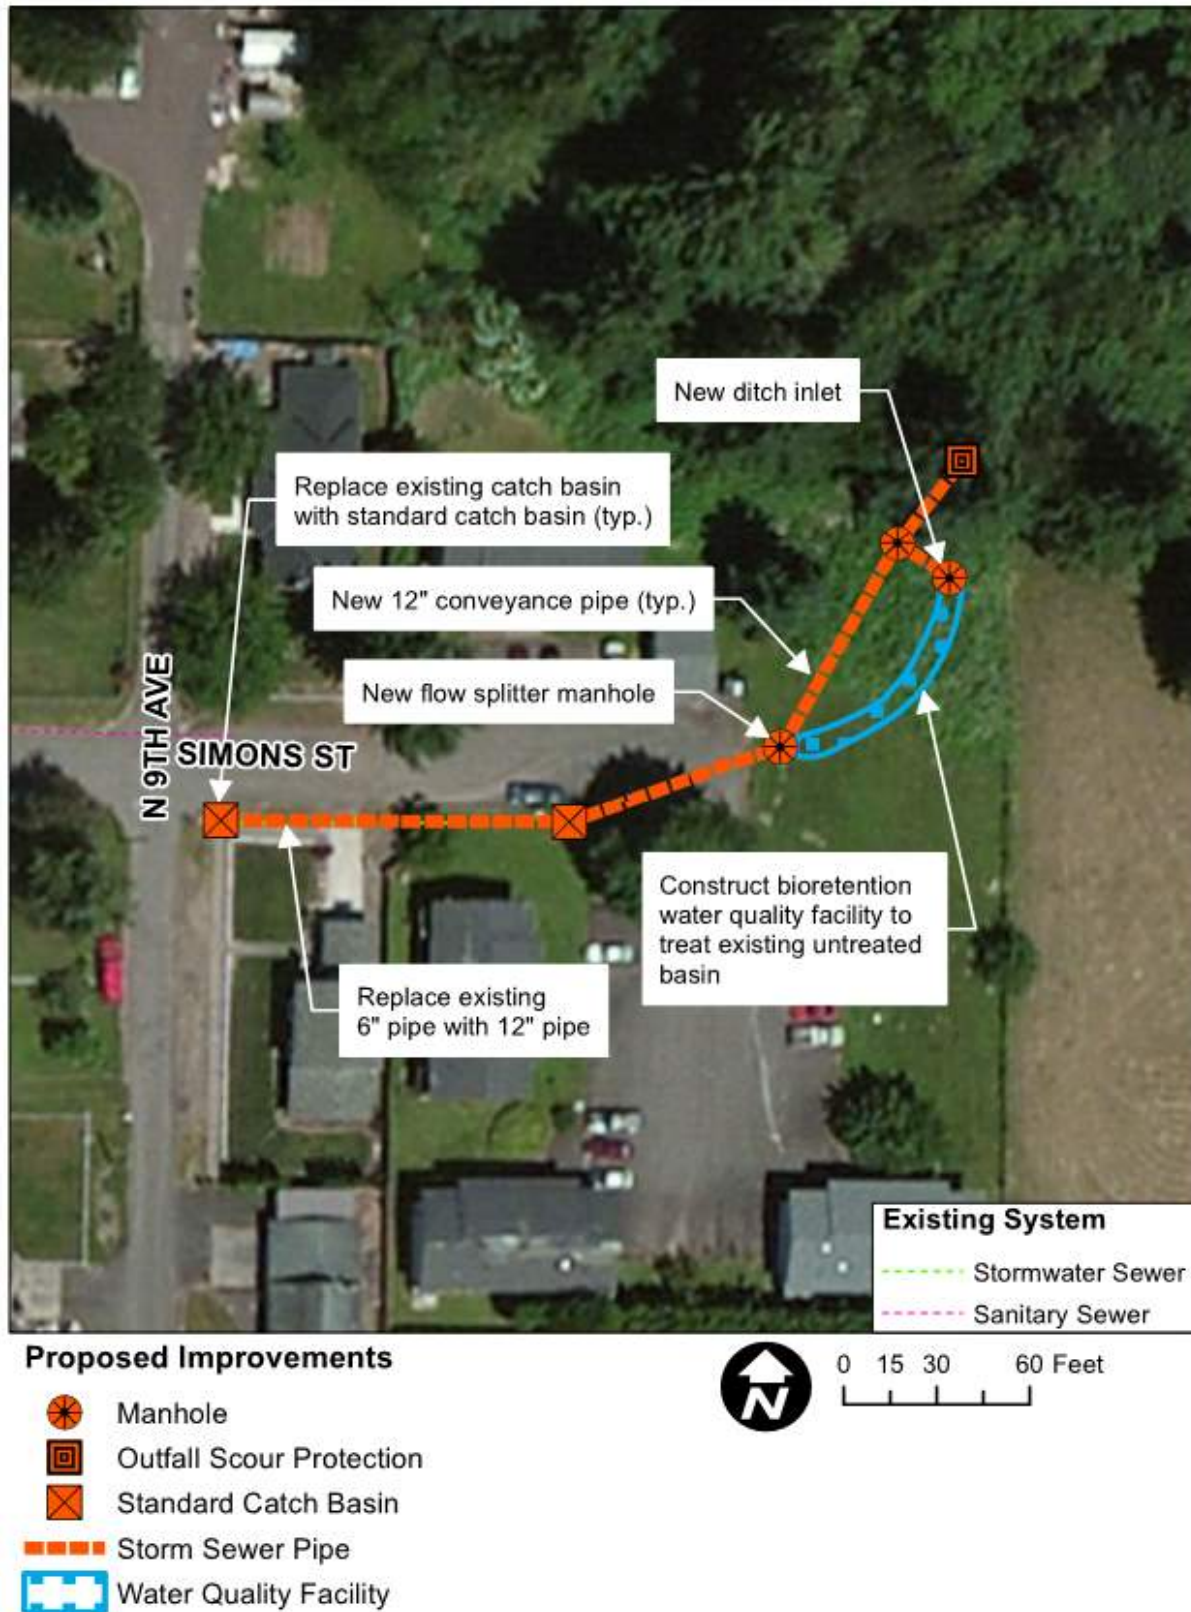 New ditch inlet
Replace existing catch basin
with standard catch basin (typ.)
New 12" conveyance pipe (typ.)
New flow splitter manhole
N 9TH AVE
SIMONS ST
Construct bioretention
water quality facility to
treat existing untreated
basin
Replace existing
6" pipe with 12" pipe
Existing System
Stormwater Sewer
Sanitary Sewer
Proposed Improvements
Manhole
Outfall Scour Protection
Standard Catch Basin
Storm Sewer Pipe
Water Quality Facility
N
0 15 30 60 Feet